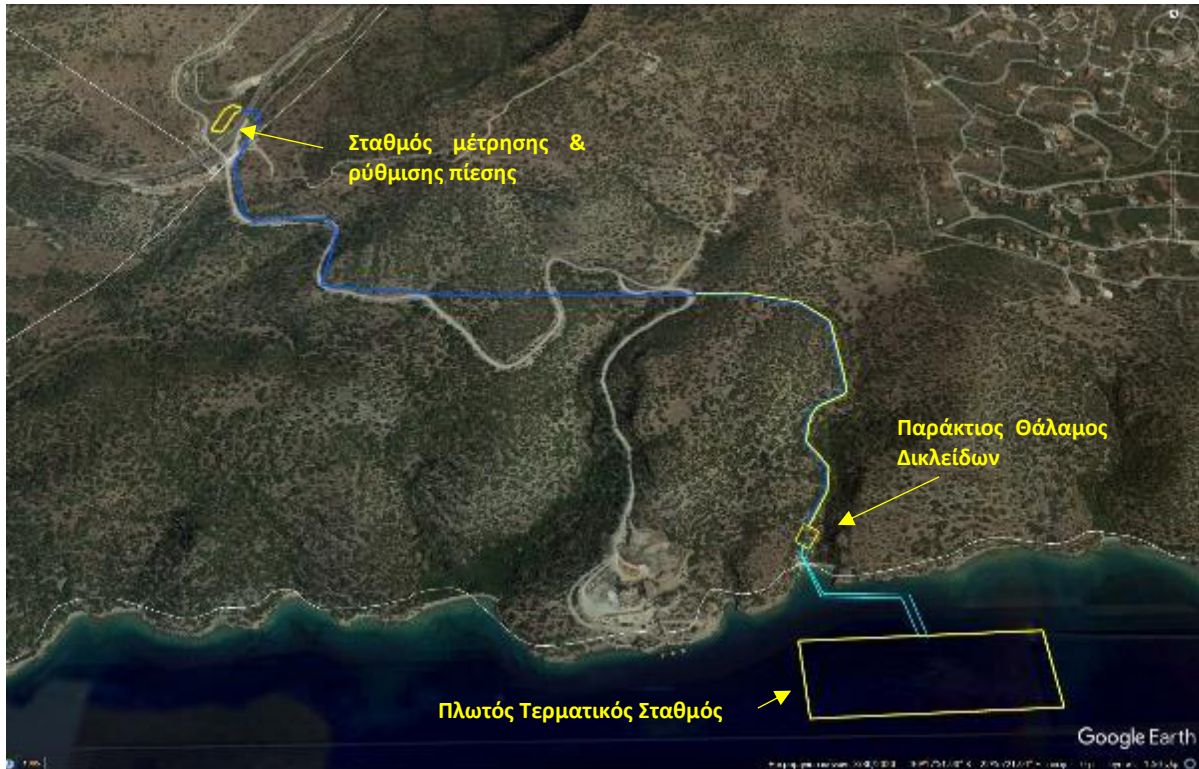 Σταθμός μέτρησης &
ρύθμισης πίεσης
Παράκτιος Θάλαμος
Δικλείδων
Πλωτός Τερματικός Σταθμός
Google Earth